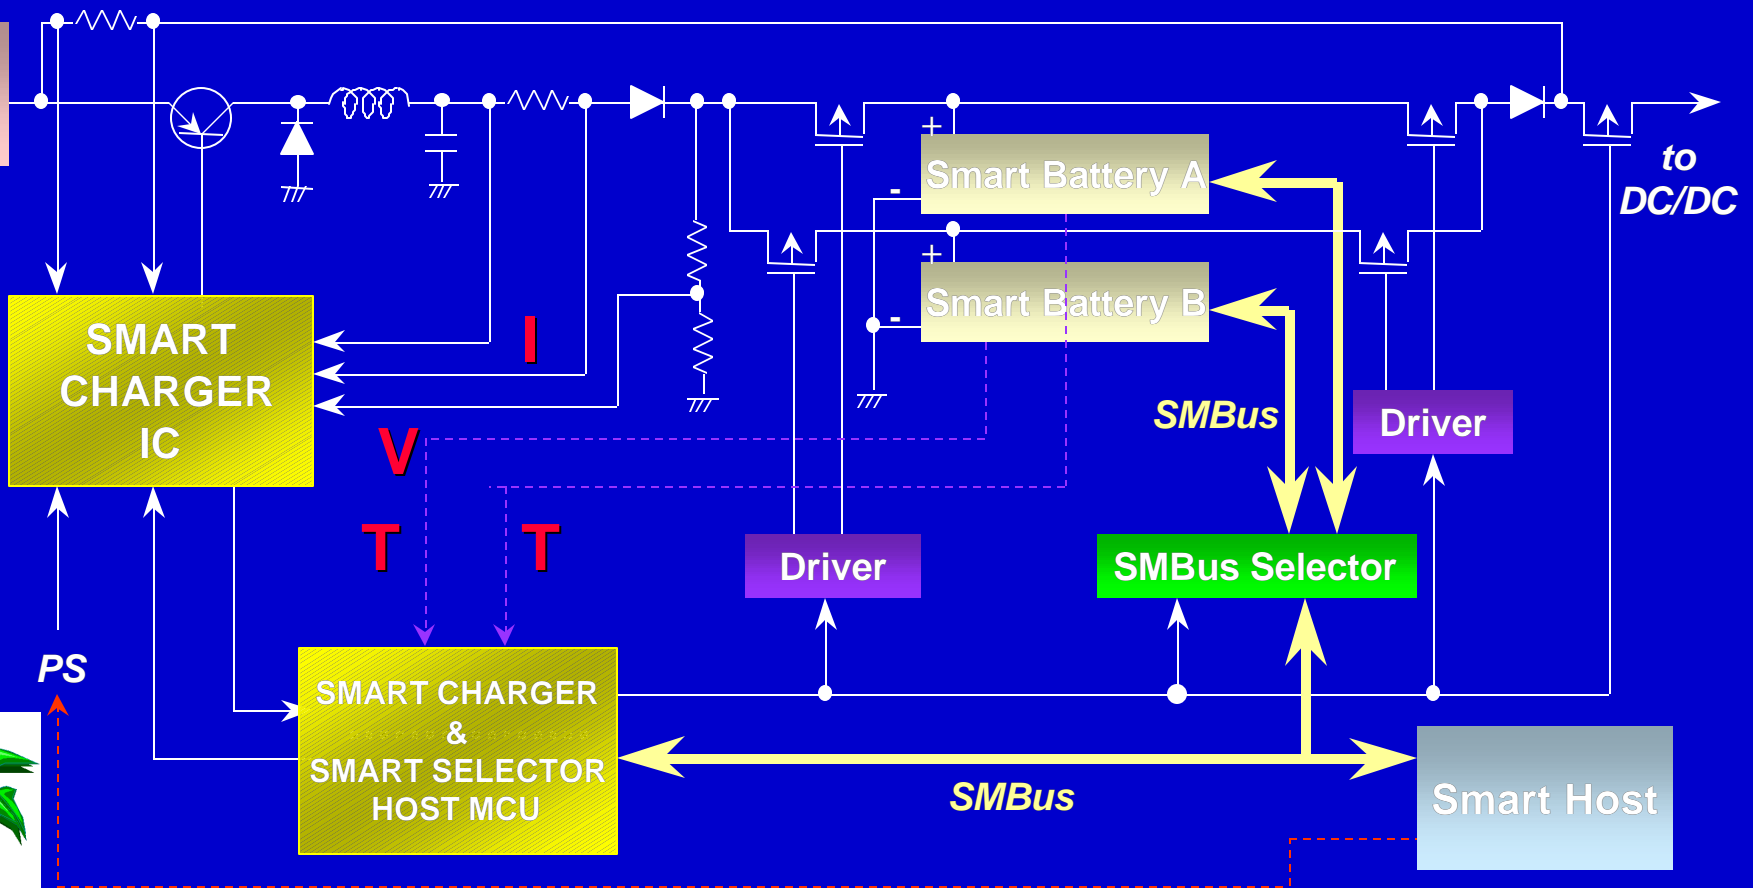 to
DC/DC
+
Smart Battery A
-
+
Smart Battery B
-
SMART
CHARGER
IC
I
V
T
T
SMBus
Driver
Driver
SMBus Selector
PS
SMART CHARGER
&
SMART SELECTOR
HOST MCU
SMBus
Smart Host